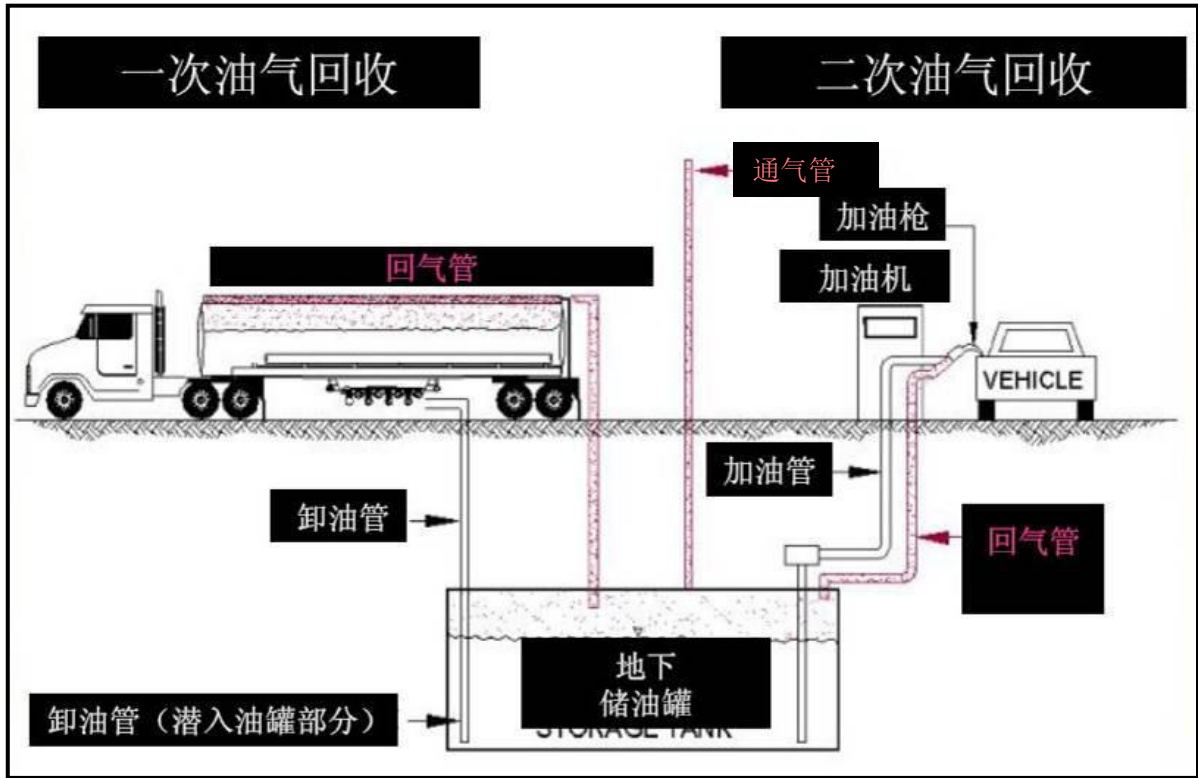 一次油气回收
二次油气回收
通气管
加油枪
回气管
加油机
VEHICLE
加油管
卸油管
回气管
地下
储油罐
STORAGE TANK
卸油管（潜入油罐部分）